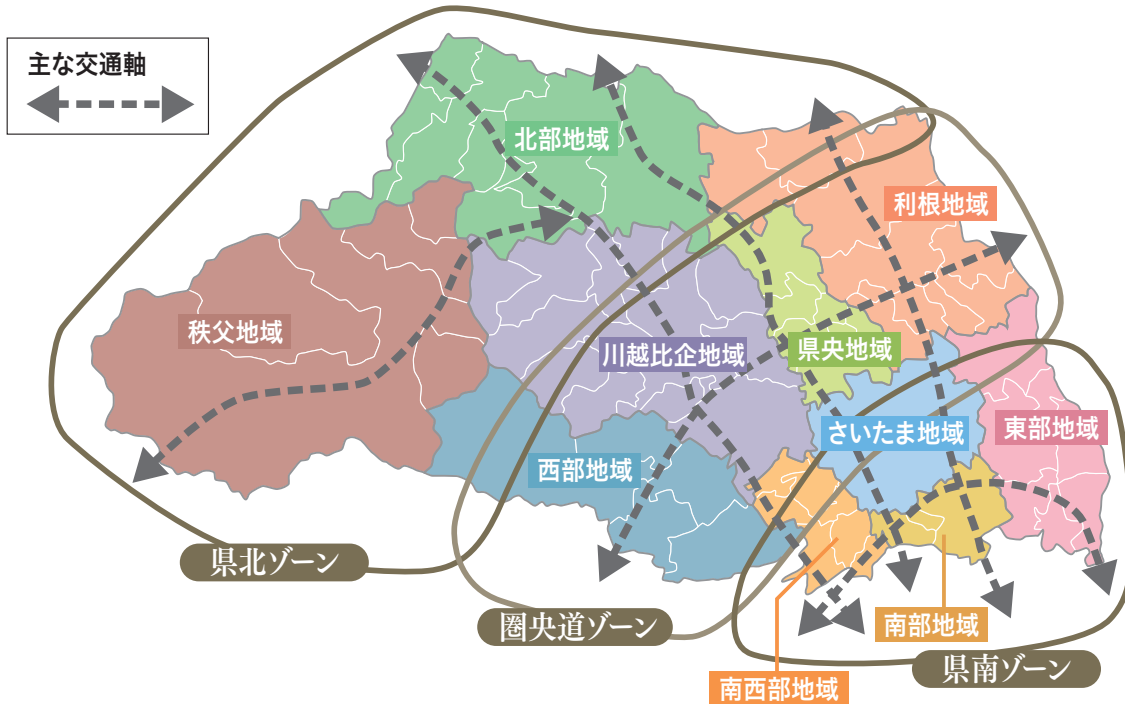 主な交通軸
北部地域
利根地域
秩父地域
川越比企地域
県央地域
さいたま地域
東部地域
西部地域
県北ゾーン
圏央道ゾーン
南部地域
県南ゾーン
南西部地域